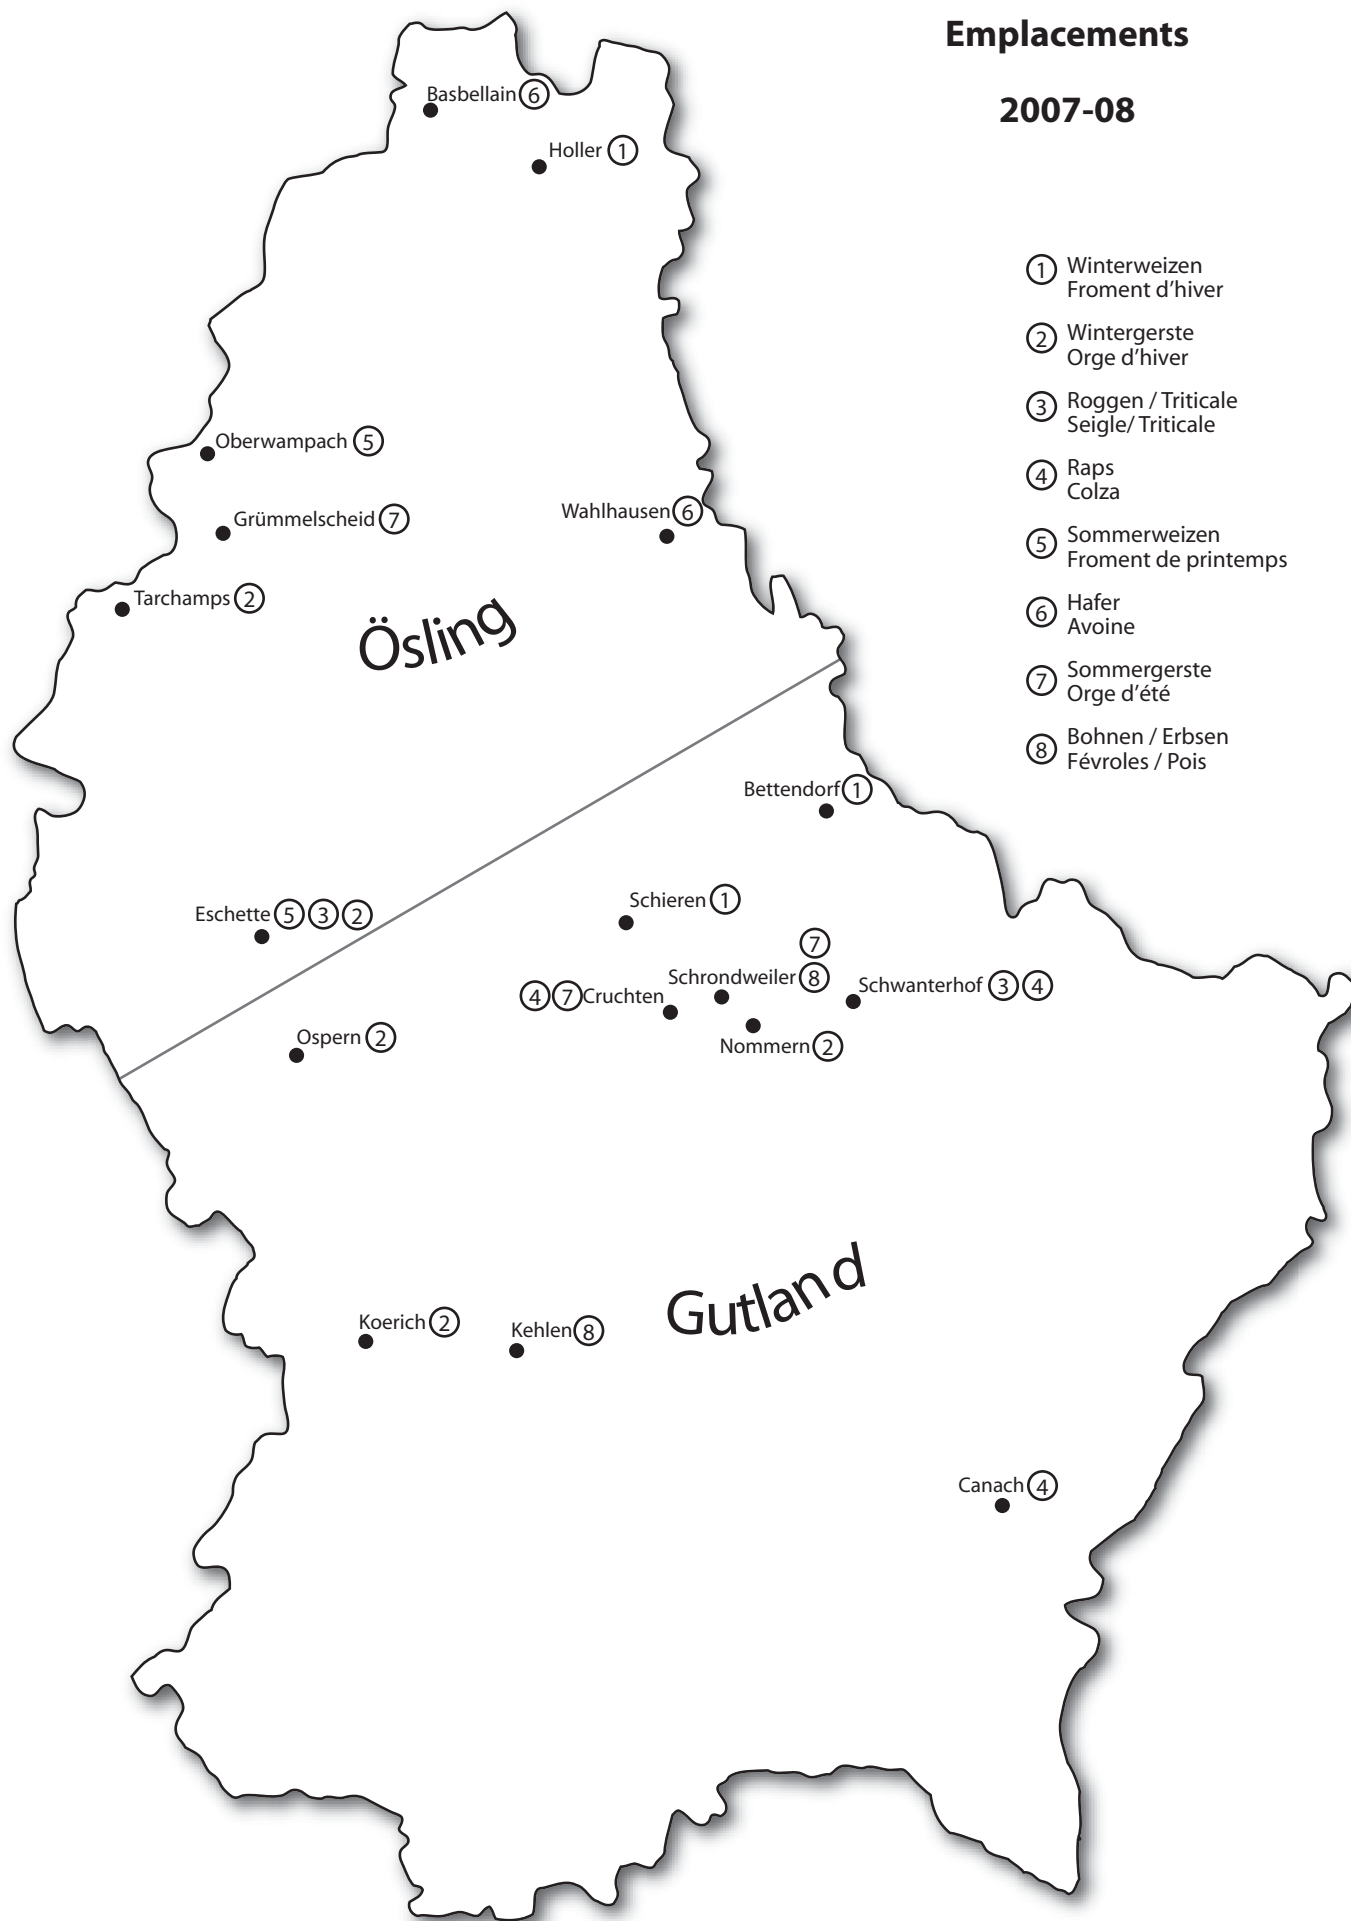 Emplacements
2007-08
Basbellain 6
Holler 1
1 Winterweizen
Froment d'hiver
2 Wintergerste
Orge d'hiver
3 Roggen / Triticale
Seigle/ Triticale
4 Raps
Colza
5 Sommerweizen
Froment de printemps
6 Hafer
Avoine
7 Sommergerste
Orge d'été
8 Bohnen / Erbsen
Févroles / Pois
Oberwampach 5
Grümmelscheid 7
Wahlhausen 6
Tarchamps 2
Ösling
Bettendorf 1
Eschette 5 3 2
Schieren 1
7
Schrondweiler 8
4 7 Cruchten
Schwanterhof 3 4
Ospern 2
Nommern 2
Gutland
Koerich 2
Kehlen 8
Canach 4